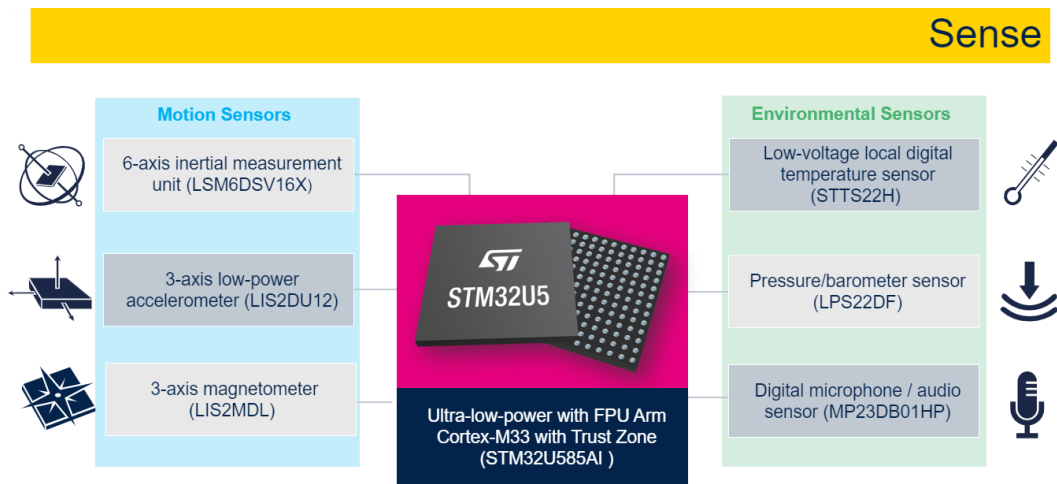 Sense
Motion Sensors
6-axis inertial measurement
unit (LSM6DSV16X)
3-axis low-power
accelerometer (LIS2DU12)
3-axis magnetometer
(LIS2MDL)
ST
STM32U5
Ultra-low-power with FPU Arm
Cortex-M33 with Trust Zone
(STM32U585AI )
Environmental Sensors
Low-voltage local digital
temperature sensor
(STTS22H)
Pressure/barometer sensor
(LPS22DF)
Digital microphone / audio
sensor (MP23DB01HP)